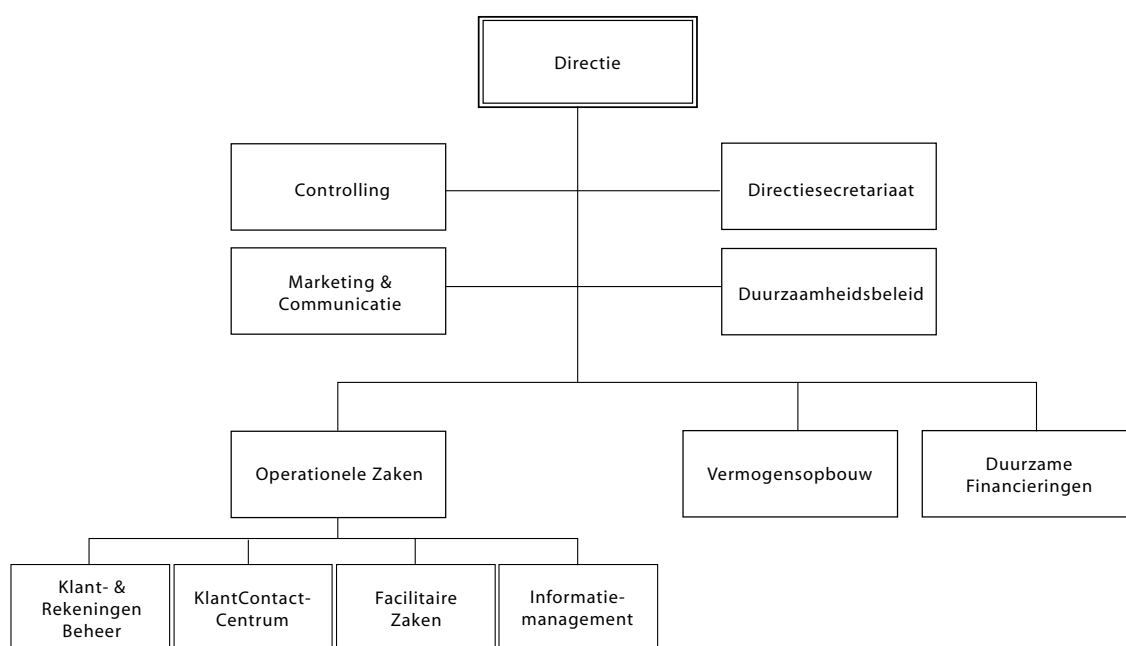 Directie
Controlling
Directiesecretariaat
Marketing &
Communicatie
Duurzaamheidsbeleid
Operationele Zaken
Vermogensopbouw
Duurzame
Financieringen
Klant- &
Rekeningen
Beheer
KlantContact-
Centrum
Facilitaire
Zaken
Informatie-
management